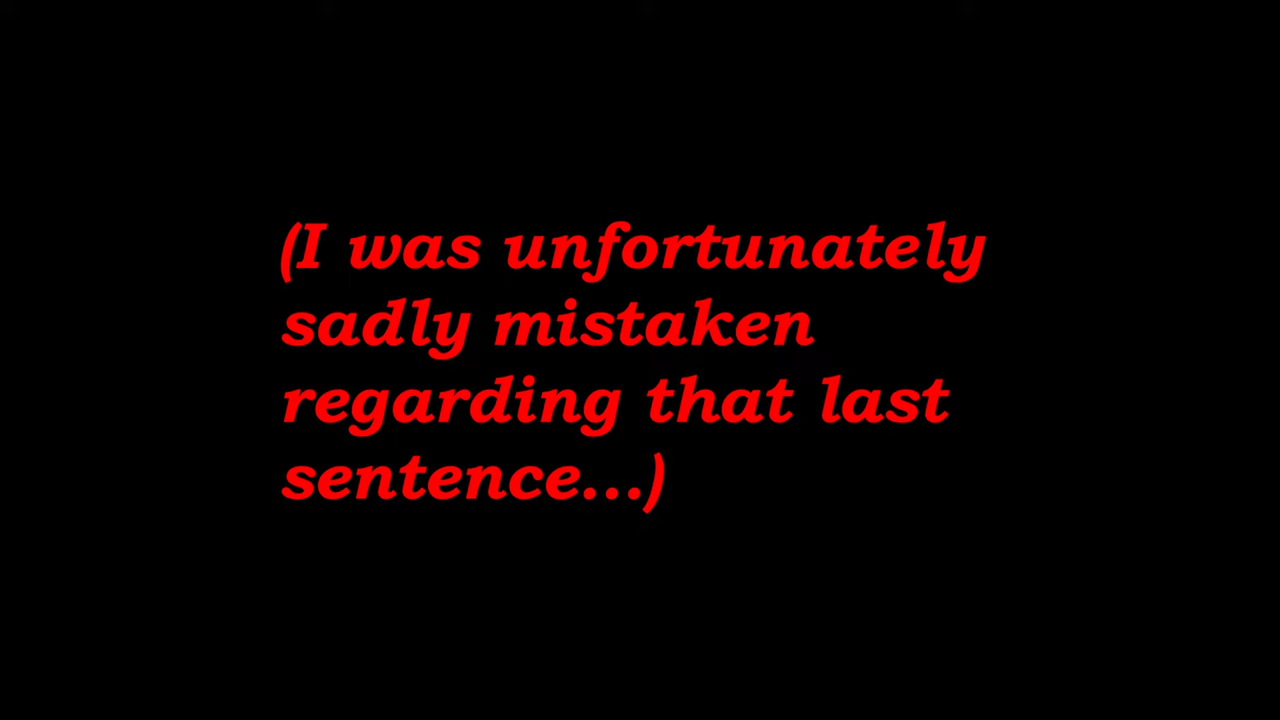 (I was unfortunately
sadly mistaken
regarding that last
sentence...)